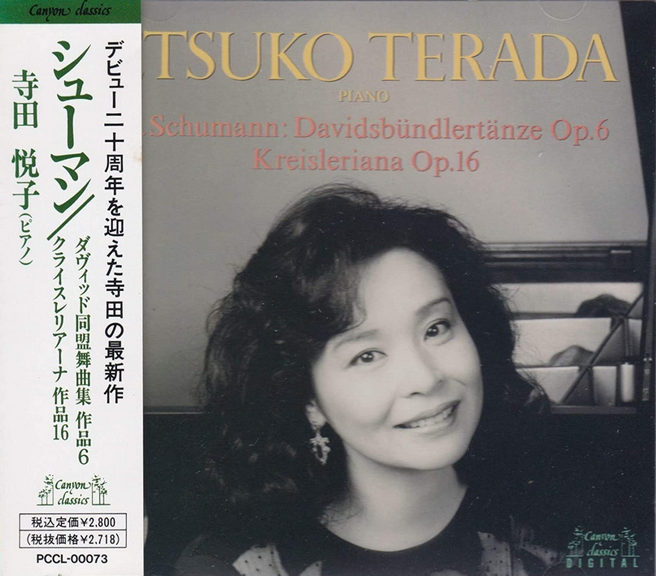 Canyon classics
デビュー二十周年を迎えた寺田の最新作
シューマン/
ダヴィッド同盟舞曲集 作品6
クライスレリアーナ 作品16
寺田 悦子(ピアノ)
Canyon
classics
税込定価¥2,800
(税抜価格¥2,718)
PCCL-00073
ETSUKO TERADA
PIANO
Schumann: Davidsbündlertänze Op.6
Kreisleriana Op.16
Canyon
classics
DIGITAL